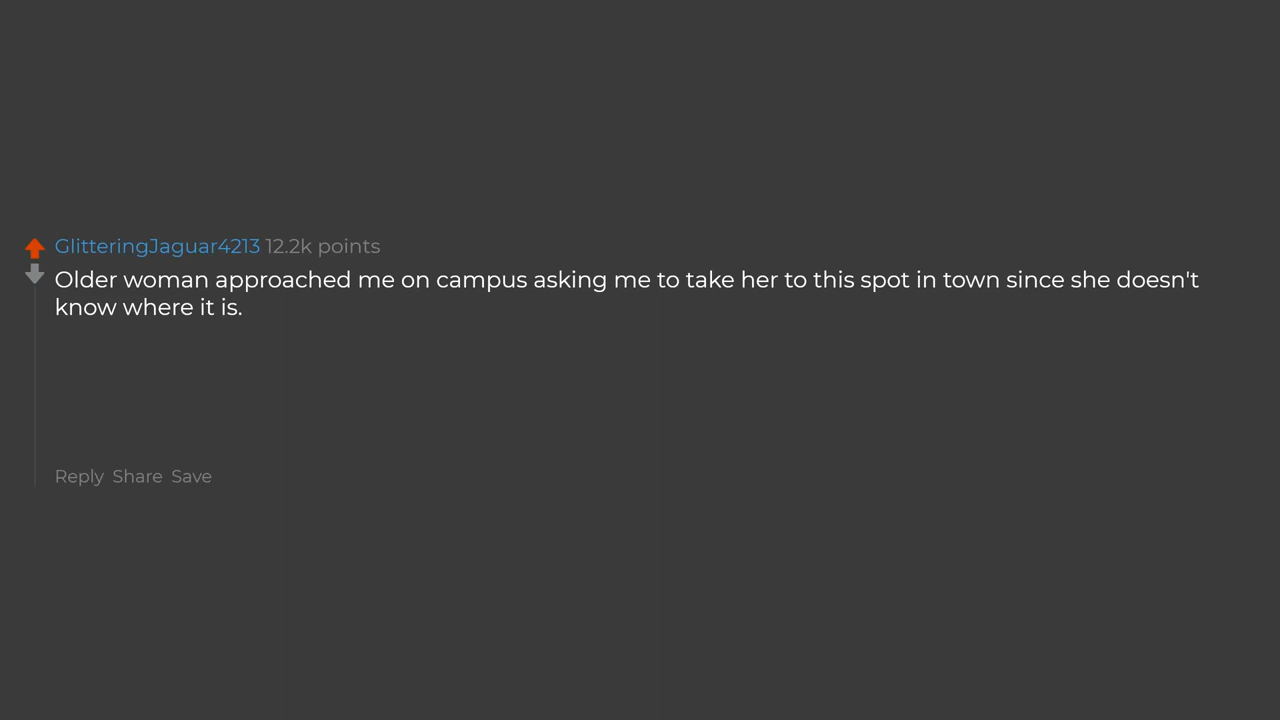 GlitteringJaguar4213 12.2k points
Older woman approached me on campus asking me to take her to this spot in town since she doesn't
know where it is.
Reply Share Save